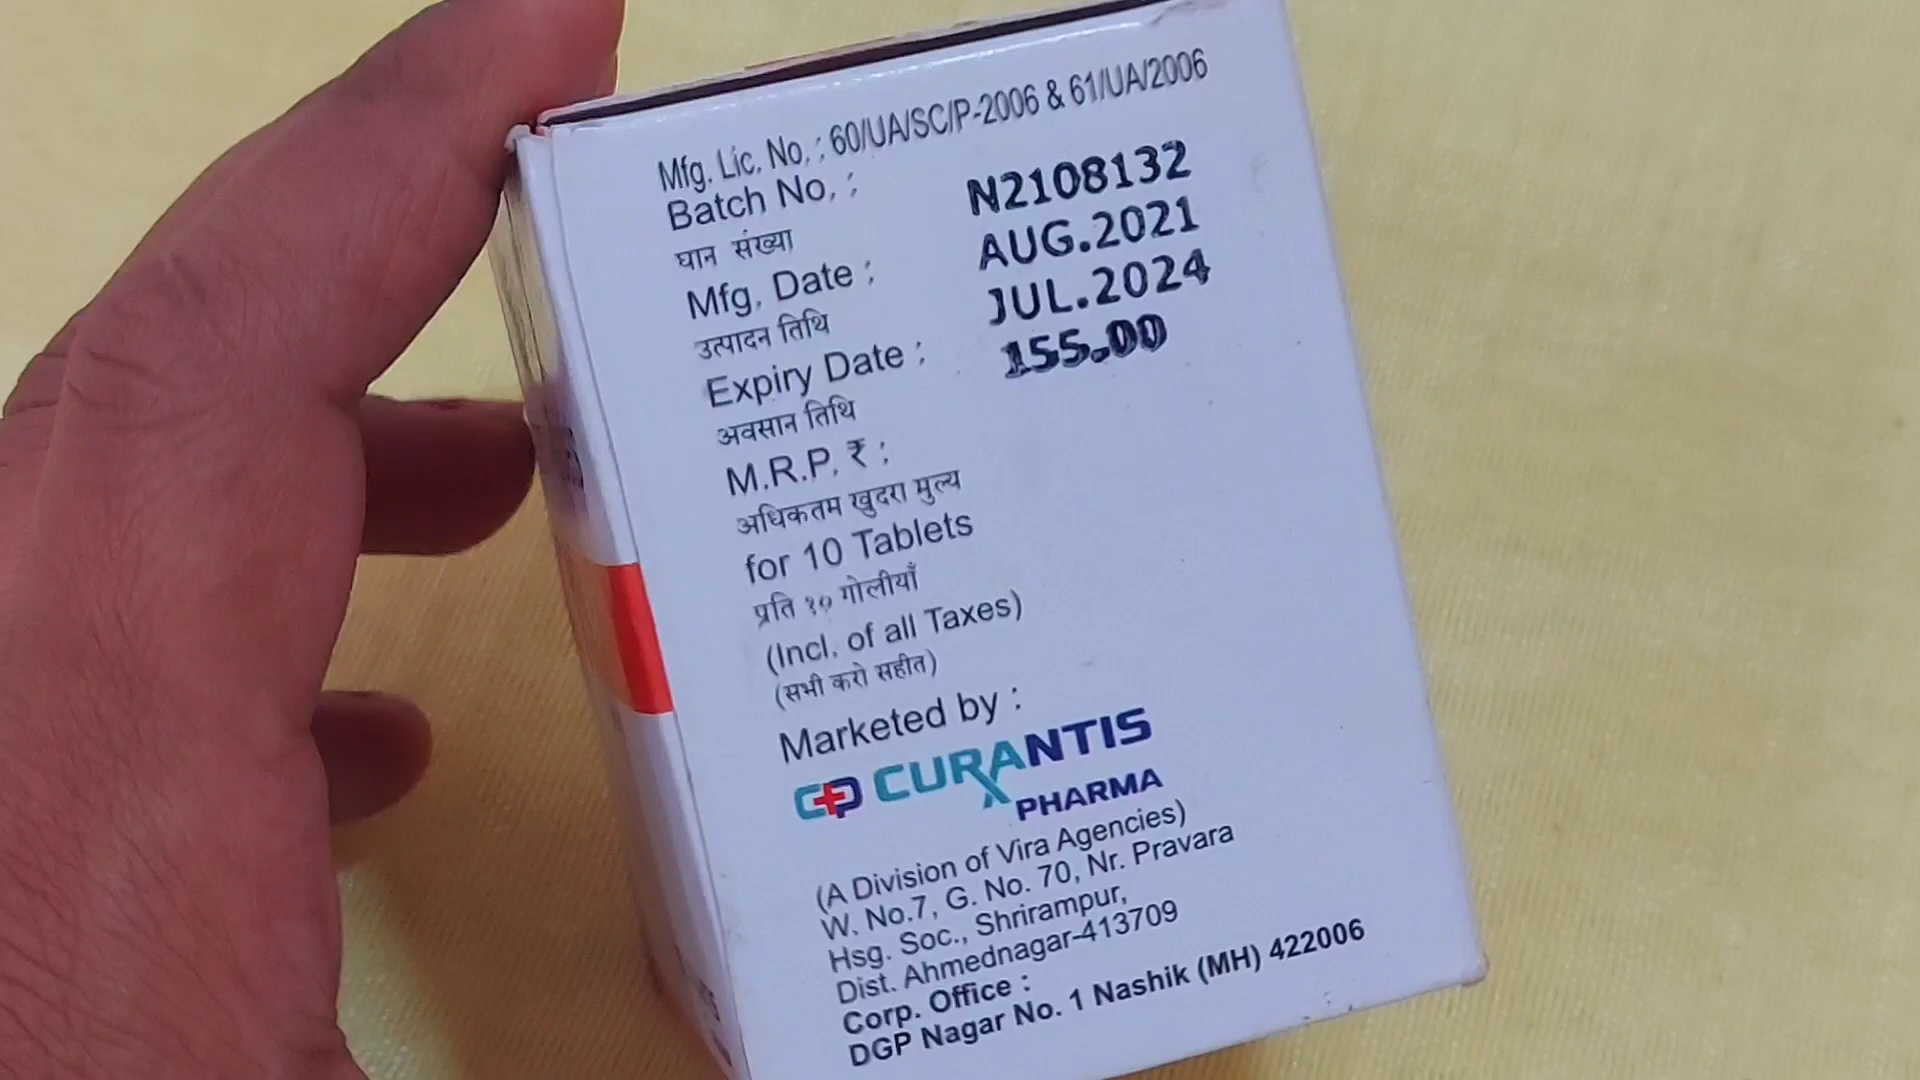 Mfg. Lic. No. : 60/UA/SC/P-2006 & 61/UA/2006
Batch No. : N2108132
घान संख्या
Mfg. Date : AUG.2021
उत्पादन तिथि
Expiry Date : JUL.2024
अवसान तिथि
M.R.P. ₹ : 155.00
अधिकतम खुदरा मुल्य
for 10 Tablets
प्रति १० गोलीयाँ
(Incl. of all Taxes)
(सभी करो सहीत)
Marketed by :
CP CURANTIS
PHARMA
(A Division of Vira Agencies)
W. No.7, G. No. 70, Nr. Pravara
Hsg. Soc., Shrirampur,
Dist. Ahmednagar-413709
Corp. Office :
DGP Nagar No. 1 Nashik (MH) 422006